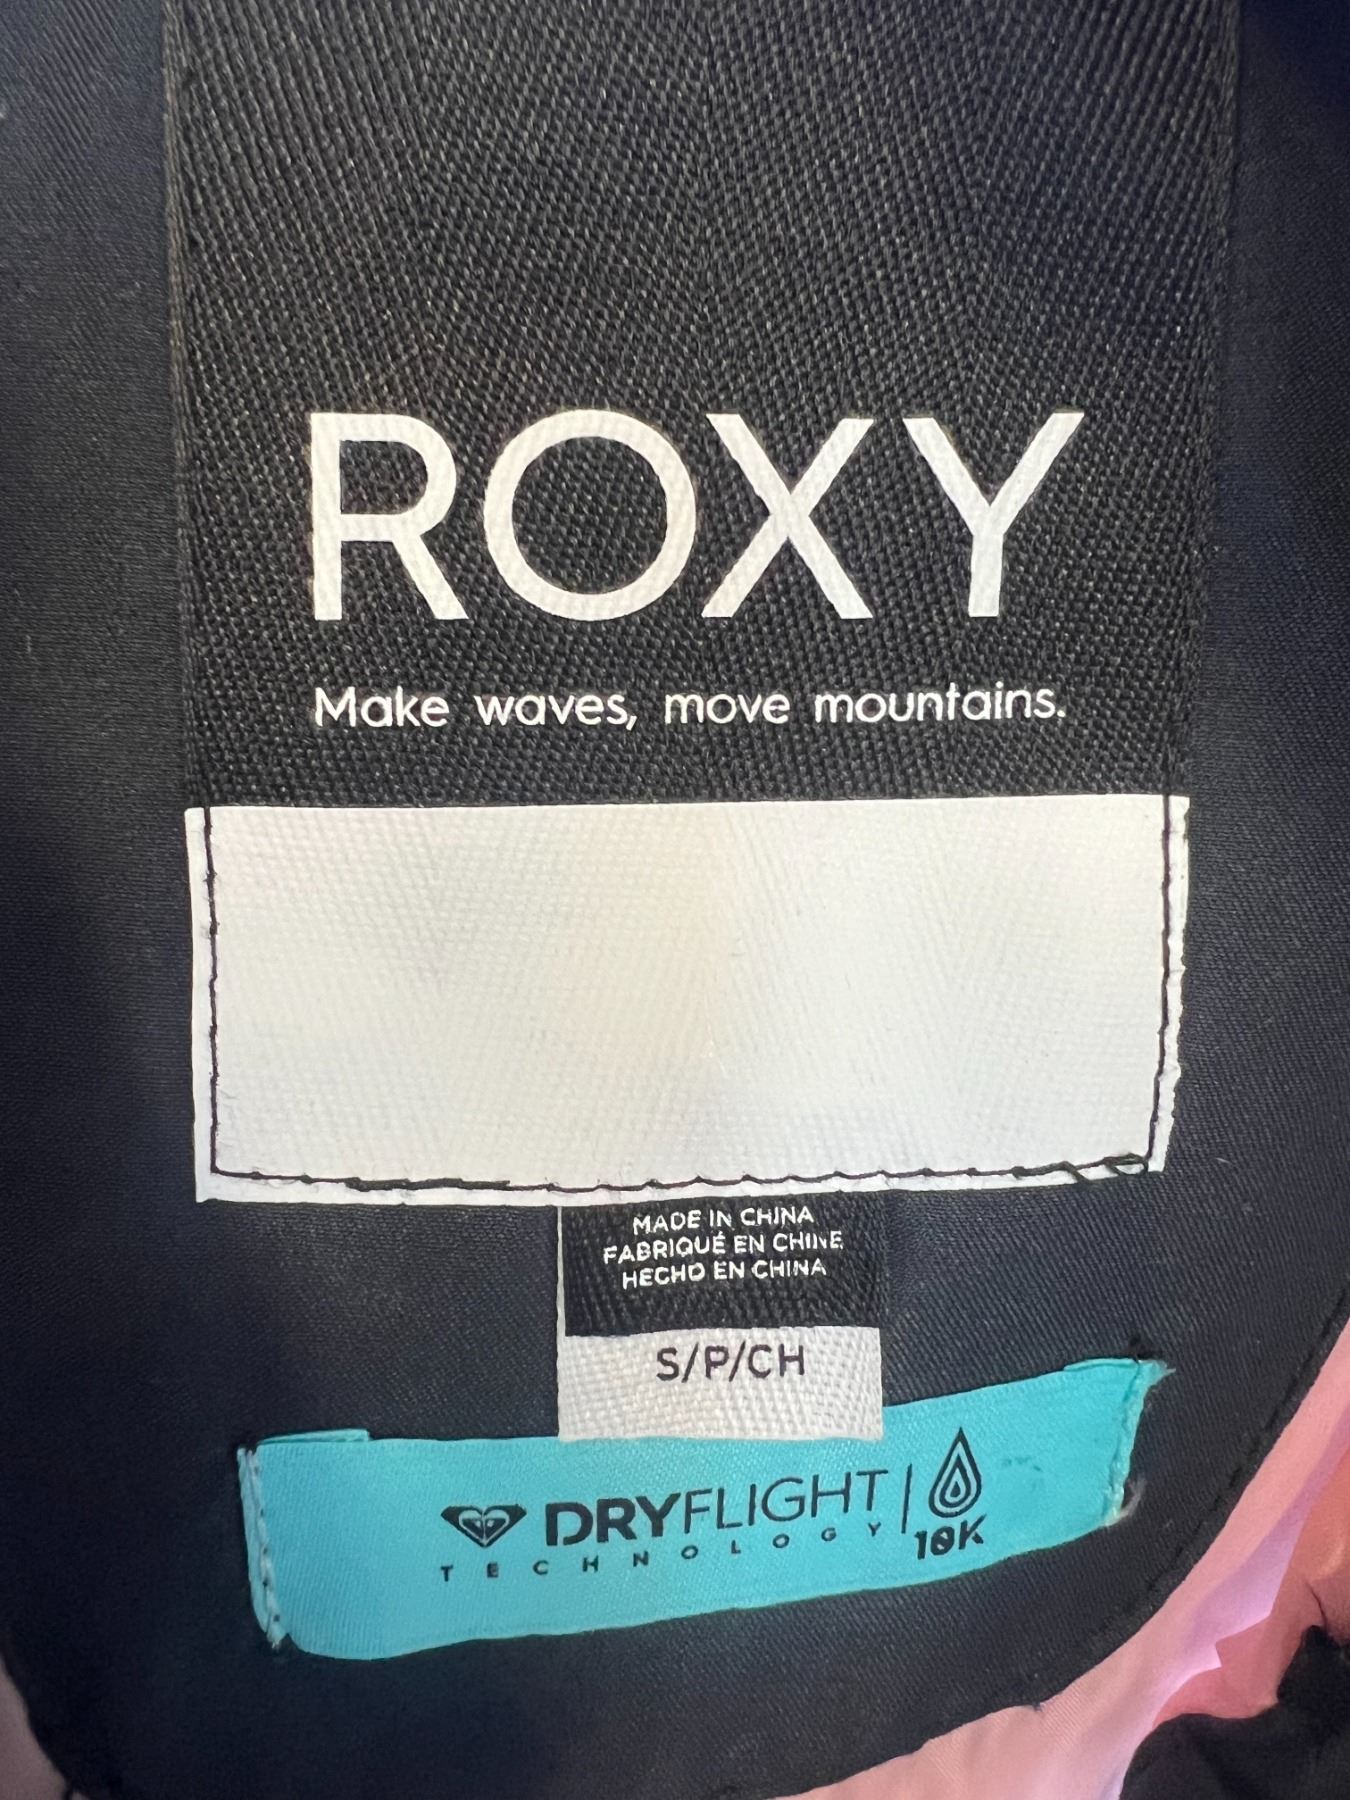 ROXY
Make waves, move mountains.
MADE IN CHINA
FABRIQUÉ EN CHINE
HECHO EN CHINA
S/P/CH
DRYFLIGHT
TECHNOLOGY
10K